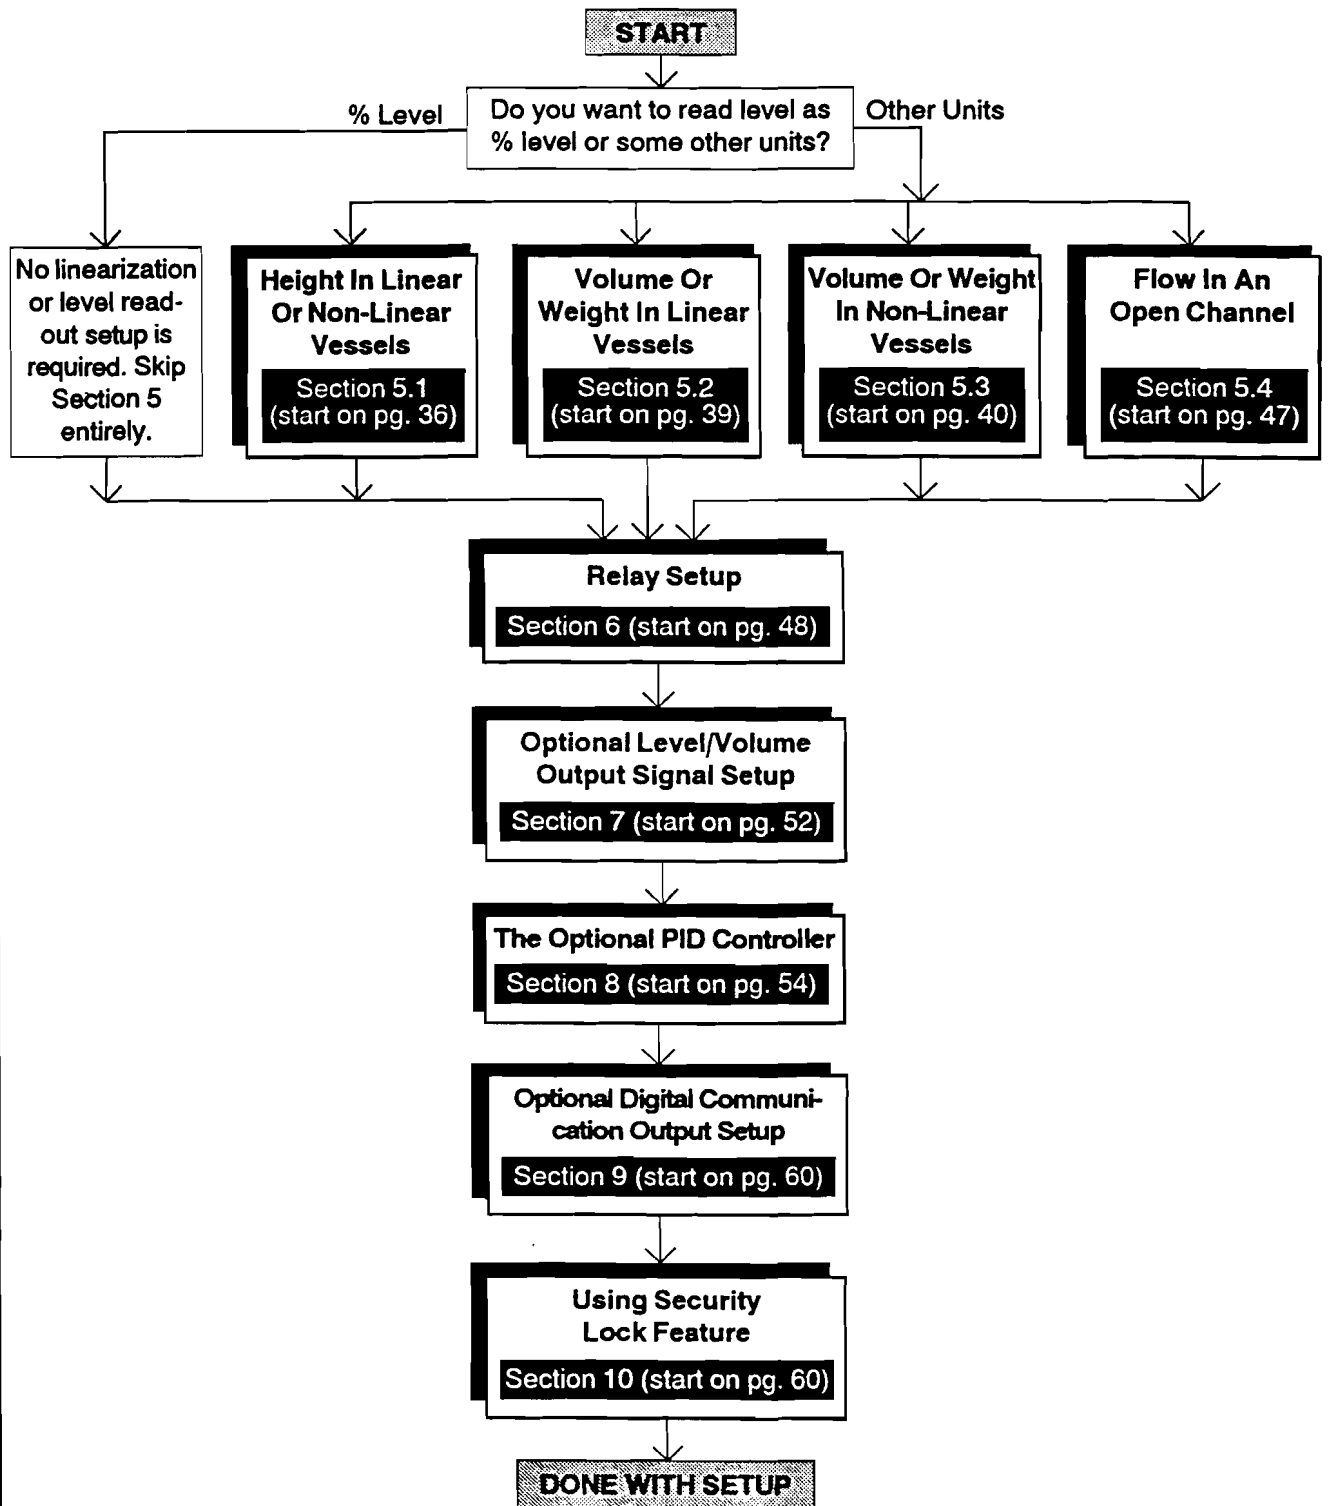 START
% Level
Do you want to read level as
% level or some other units?
Other Units
No linearization
or level read-
out setup is
required. Skip
Section 5
entirely.
Height In Linear
Or Non-Linear
Vessels
Section 5.1
(start on pg. 36)
Volume Or
Weight In Linear
Vessels
Section 5.2
(start on pg. 39)
Volume Or Weight
In Non-Linear
Vessels
Section 5.3
(start on pg. 40)
Flow In An
Open Channel
Section 5.4
(start on pg. 47)
Relay Setup
Section 6 (start on pg. 48)
Optional Level/Volume
Output Signal Setup
Section 7 (start on pg. 52)
The Optional PID Controller
Section 8 (start on pg. 54)
Optional Digital Communi-
cation Output Setup
Section 9 (start on pg. 60)
Using Security
Lock Feature
Section 10 (start on pg. 60)
DONE WITH SETUP